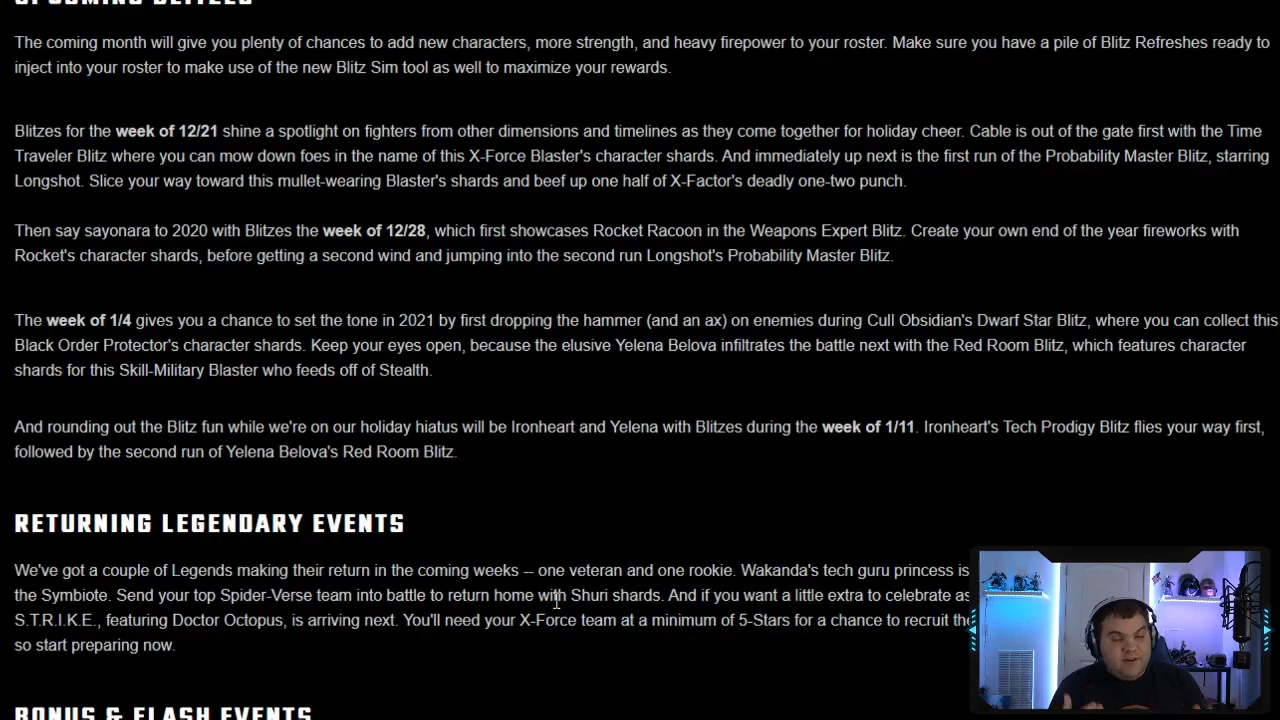 UPCOMING BLITZES
The coming month will give you plenty of chances to add new characters, more strength, and heavy firepower to your roster. Make sure you have a pile of Blitz Refreshes ready to
inject into your roster to make use of the new Blitz Sim tool as well to maximize your rewards.
Blitzes for the week of 12/21 shine a spotlight on fighters from other dimensions and timelines as they come together for holiday cheer. Cable is out of the gate first with the Time
Traveler Blitz where you can mow down foes in the name of this X-Force Blaster's character shards. And immediately up next is the first run of the Probability Master Blitz, starring
Longshot. Slice your way toward this mullet-wearing Blaster's shards and beef up one half of X-Factor's deadly one-two punch.
Then say sayonara to 2020 with Blitzes the week of 12/28, which first showcases Rocket Racoon in the Weapons Expert Blitz. Create your own end of the year fireworks with
Rocket's character shards, before getting a second wind and jumping into the second run Longshot's Probability Master Blitz.
The week of 1/4 gives you a chance to set the tone in 2021 by first dropping the hammer (and an ax) on enemies during Cull Obsidian's Dwarf Star Blitz, where you can collect this
Black Order Protector's character shards. Keep your eyes open, because the elusive Yelena Belova infiltrates the battle next with the Red Room Blitz, which features character
shards for this Skill-Military Blaster who feeds off of Stealth.
And rounding out the Blitz fun while we're on our holiday hiatus will be Ironheart and Yelena with Blitzes during the week of 1/11. Ironheart's Tech Prodigy Blitz flies your way first,
followed by the second run of Yelena Belova's Red Room Blitz.
RETURNING LEGENDARY EVENTS
We've got a couple of Legends making their return in the coming weeks -- one veteran and one rookie. Wakanda's tech guru princess is
the Symbiote. Send your top Spider-Verse team into battle to return home with Shuri shards. And if you want a little extra to celebrate as
S.T.R.I.K.E., featuring Doctor Octopus, is arriving next. You'll need your X-Force team at a minimum of 5-Stars for a chance to recruit the
so start preparing now.
BONUS & FLASH EVENTS